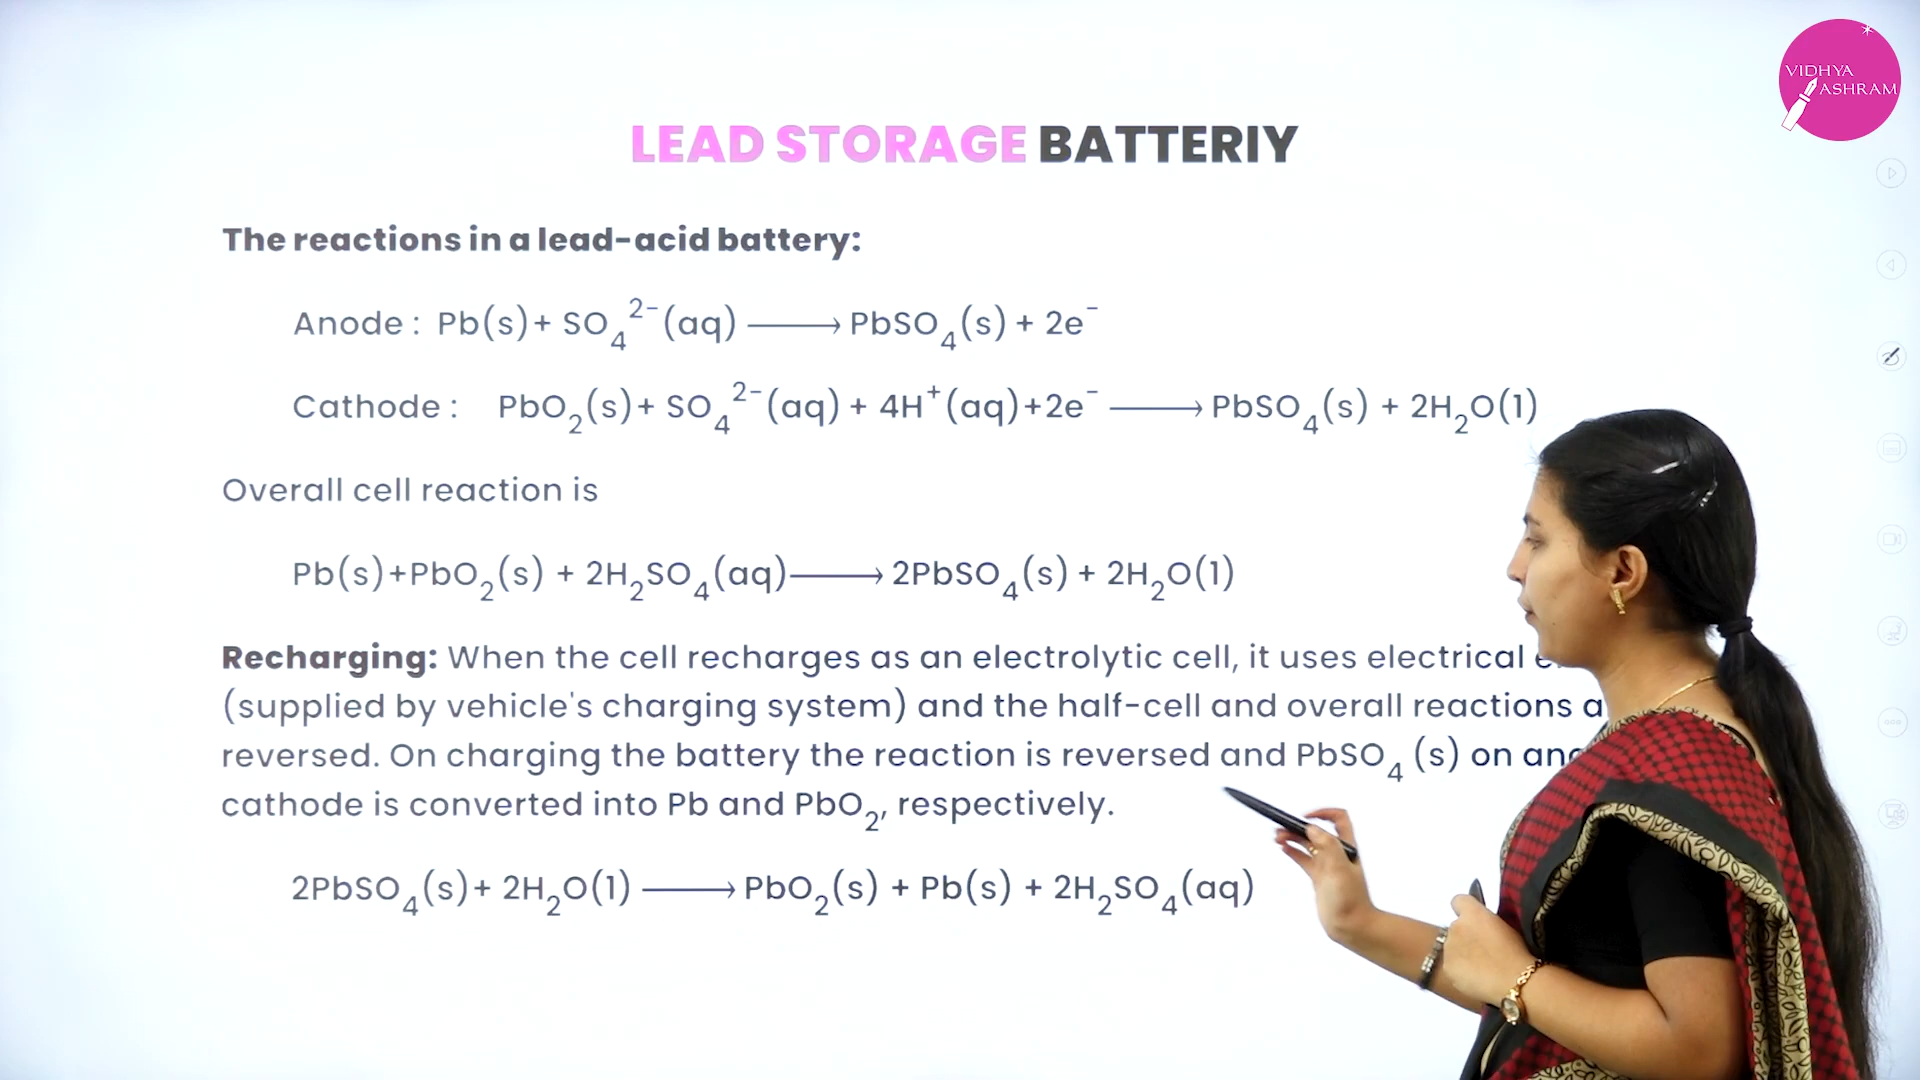 VIDHYA
ASHRAM
LEAD STORAGE BATTERIY
The reactions in a lead-acid battery:
Anode : Pb(s)+ SO₄²⁻(aq) ⟶ PbSO₄(s) + 2e⁻
Cathode : PbO₂(s)+ SO₄²⁻(aq) + 4H⁺(aq)+2e⁻ ⟶ PbSO₄(s) + 2H₂O(1)
Overall cell reaction is
Pb(s)+PbO₂(s) + 2H₂SO₄(aq)⟶ 2PbSO₄(s) + 2H₂O(1)
Recharging: When the cell recharges as an electrolytic cell, it uses electrical
(supplied by vehicle's charging system) and the half-cell and overall reactions
reversed. On charging the battery the reaction is reversed and PbSO₄ (s) on
cathode is converted into Pb and PbO₂, respectively.
2PbSO₄(s)+ 2H₂O(1) ⟶ PbO₂(s) + Pb(s) + 2H₂SO₄(aq)